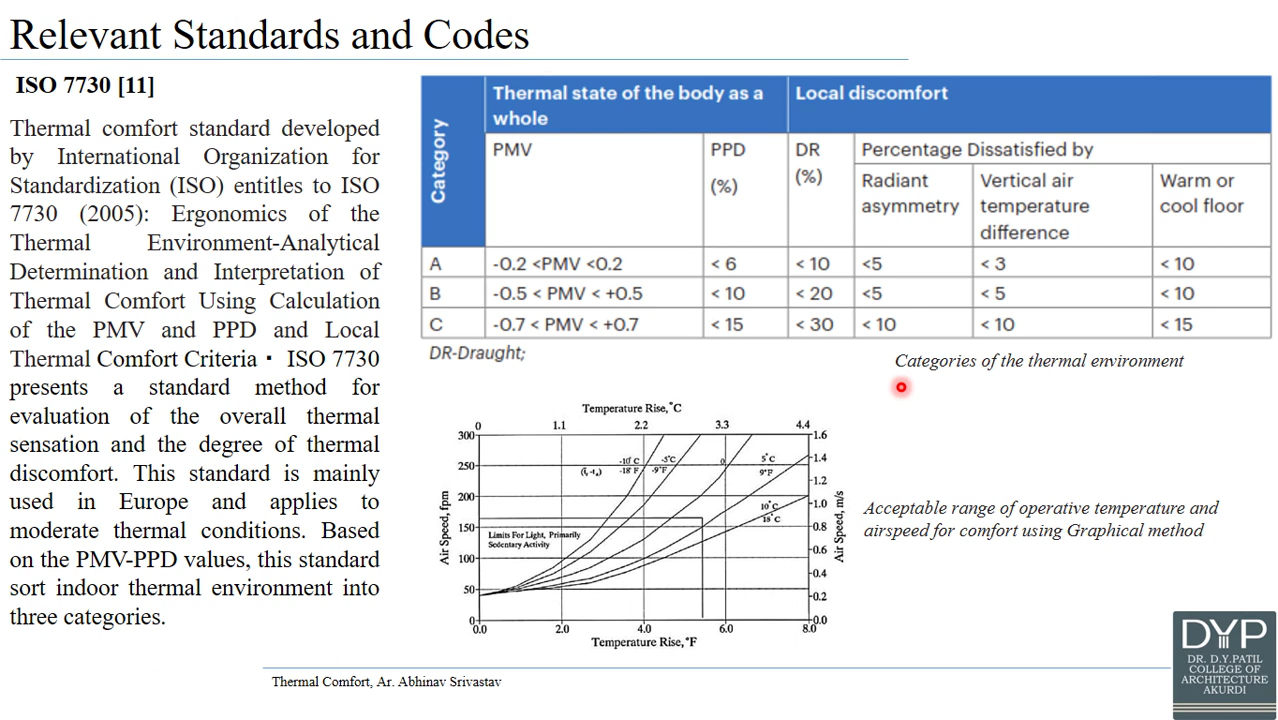 Relevant Standards and Codes
ISO 7730 [11]
Thermal comfort standard developed
by International Organization for
Standardization (ISO) entitles to ISO
7730 (2005): Ergonomics of the
Thermal Environment-Analytical
Determination and Interpretation of
Thermal Comfort Using Calculation
of the PMV and PPD and Local
Thermal Comfort Criteria · ISO 7730
presents a standard method for
evaluation of the overall thermal
sensation and the degree of thermal
discomfort. This standard is mainly
used in Europe and applies to
moderate thermal conditions. Based
on the PMV-PPD values, this standard
sort indoor thermal environment into
three categories.
Category
Thermal state of the body as a
whole
Local discomfort
PMV
PPD
(%)
DR
(%)
Percentage Dissatisfied by
Radiant
asymmetry
Vertical air
temperature
difference
Warm or
cool floor
A -0.2 <PMV <0.2 < 6 < 10 <5 < 3 < 10
B -0.5 < PMV < +0.5 < 10 < 20 <5 < 5 < 10
C -0.7 < PMV < +0.7 < 15 < 30 < 10 < 10 < 15
DR-Draught;
Categories of the thermal environment
Temperature Rise,°C
0 1.1 2.2 3.3 4.4
300 1.6
250 1.4
1.2
200 1.0
150 0.8
0.6
100 0.4
50 0.2
0 0.0
-10°C -5°C 0 5°C
-18°F -9°F 9°F
10°C
18°C
Limits For Light, Primarily
Sedentary Activity
Air Speed, fpm
Air Speed, m/s
0.0 2.0 4.0 6.0 8.0
Temperature Rise,°F
Acceptable range of operative temperature and
airspeed for comfort using Graphical method
Thermal Comfort, Ar. Abhinav Srivastav
DYP
DR. D.Y.PATIL
COLLEGE OF
ARCHITECTURE
AKURDI